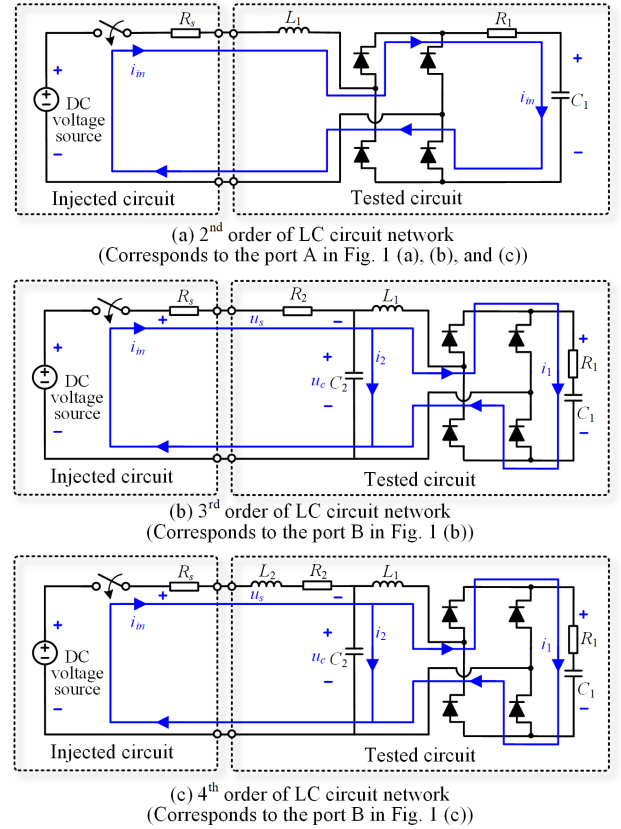 R_s
L_1
R_1
+
i_in
i_in
C_1
+
DC
voltage
source
−
−
Injected circuit
Tested circuit
(a) 2nd order of LC circuit network
(Corresponds to the port A in Fig. 1 (a), (b), and (c))
R_s
R_2
L_1
+
u_s
−
+
i_in
+
i_2
i_1
R_1
+
DC
voltage
source
u_c
C_2
C_1
−
−
−
Injected circuit
Tested circuit
(b) 3rd order of LC circuit network
(Corresponds to the port B in Fig. 1 (b))
R_s
L_2
R_2
L_1
+
u_s
−
+
i_in
+
i_2
i_1
R_1
+
DC
voltage
source
u_c
C_2
C_1
−
−
−
Injected circuit
Tested circuit
(c) 4th order of LC circuit network
(Corresponds to the port B in Fig. 1 (c))